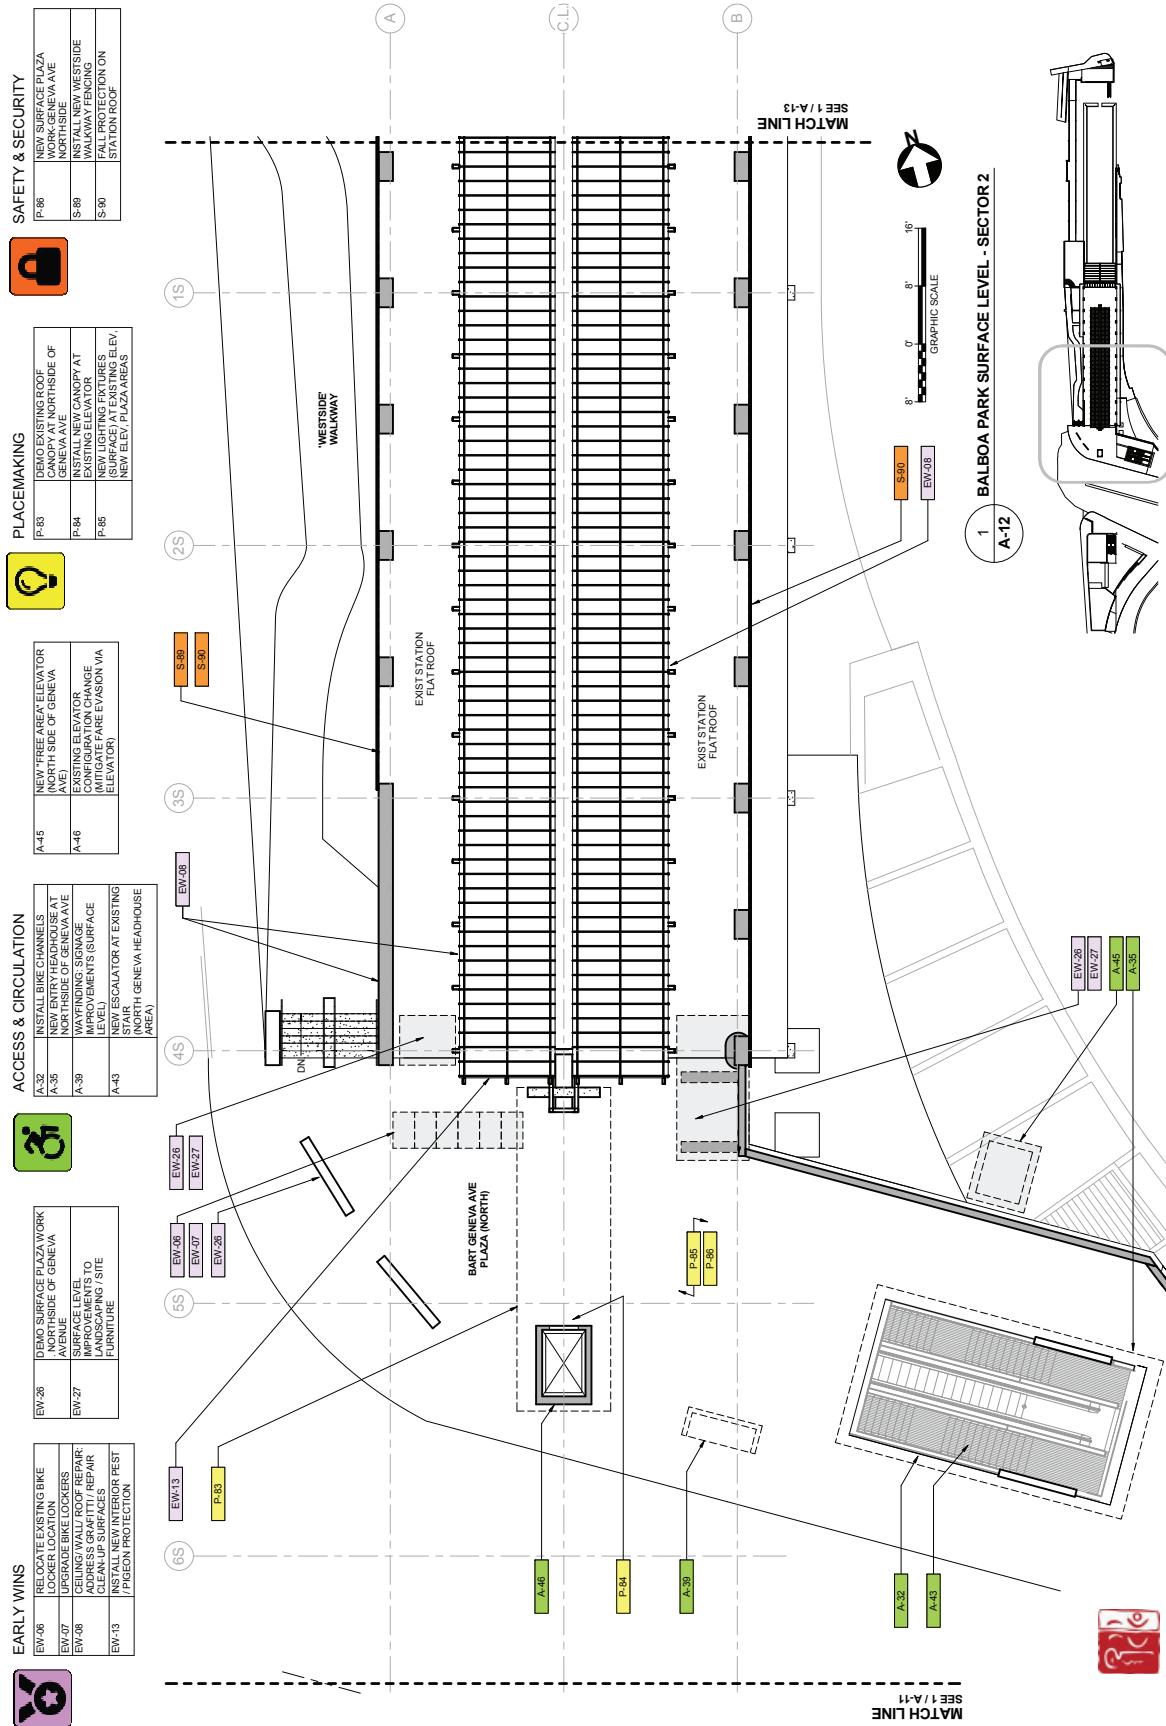 EARLY WINS
EW-06
RELOCATE EXISTING BIKE
LOCKER LOCATION
EW-07
UPGRADE BIKE LOCKERS
EW-08
CEILING/ WALL/ ROOF REPAIR:
ADDRESS GRAFITTI / REPAIR
CLEAN-UP SURFACES
EW-13
INSTALL NEW INTERIOR PEST
/ PIGEON PROTECTION
EW-26
DEMO SURFACE PLAZA WORK
. NORTHSIDE OF GENEVA
AVENUE
EW-27
SURFACE LEVEL
IMPROVEMENTS TO
LANDSCAPING / SITE
FURNITURE
ACCESS & CIRCULATION
A-32
INSTALL BIKE CHANNELS
A-35
NEW ENTRY HEADHOUSE AT
NORTHSIDE OF GENEVA AVE
A-39
WAYFINDING: SIGNAGE
IMPROVEMENTS (SURFACE
LEVEL)
A-43
NEW ESCALATOR AT EXISTING
STAIR
(NORTH GENEVA HEADHOUSE
AREA)
A-45
NEW "FREE AREA" ELEVATOR
(NORTH SIDE OF GENEVA
AVE)
A-46
EXISTING ELEVATOR
CONFIGURATION CHANGE
(MITIGATE FARE EVASION VIA
ELEVATOR)
PLACEMAKING
P-83
DEMO EXISTING ROOF
CANOPY AT NORTHSIDE OF
GENEVA AVE
P-84
INSTALL NEW CANOPY AT
EXISTING ELEVATOR
P-85
NEW LIGHTING FIXTURES
(SURFACE) AT EXISTING ELEV,
NEW ELEV, PLAZA AREAS
SAFETY & SECURITY
P-86
NEW SURFACE PLAZA
WORK-GENEVA AVE
NORTHSIDE
S-89
INSTALL NEW WESTSIDE
WALKWAY FENCING
S-90
FALL PROTECTION ON
STATION ROOF
6S
5S
4S
3S
2S
1S
A
C.L.
B
EW-13
P-83
EW-06
EW-07
EW-26
EW-26
EW-27
EW-08
S-89
S-90
DN
'WESTSIDE'
WALKWAY
EXIST STATION
FLAT ROOF
EXIST STATION
FLAT ROOF
BART GENEVA AVE
PLAZA (NORTH)
P-85
P-86
A-46
P-84
A-39
A-32
A-43
EW-26
EW-27
A-45
A-35
S-90
EW-08
MATCH LINE
SEE 1 / A-11
MATCH LINE
SEE 1 / A-13
N
8'
0'
8'
16'
GRAPHIC SCALE
1
A-12
BALBOA PARK SURFACE LEVEL - SECTOR 2